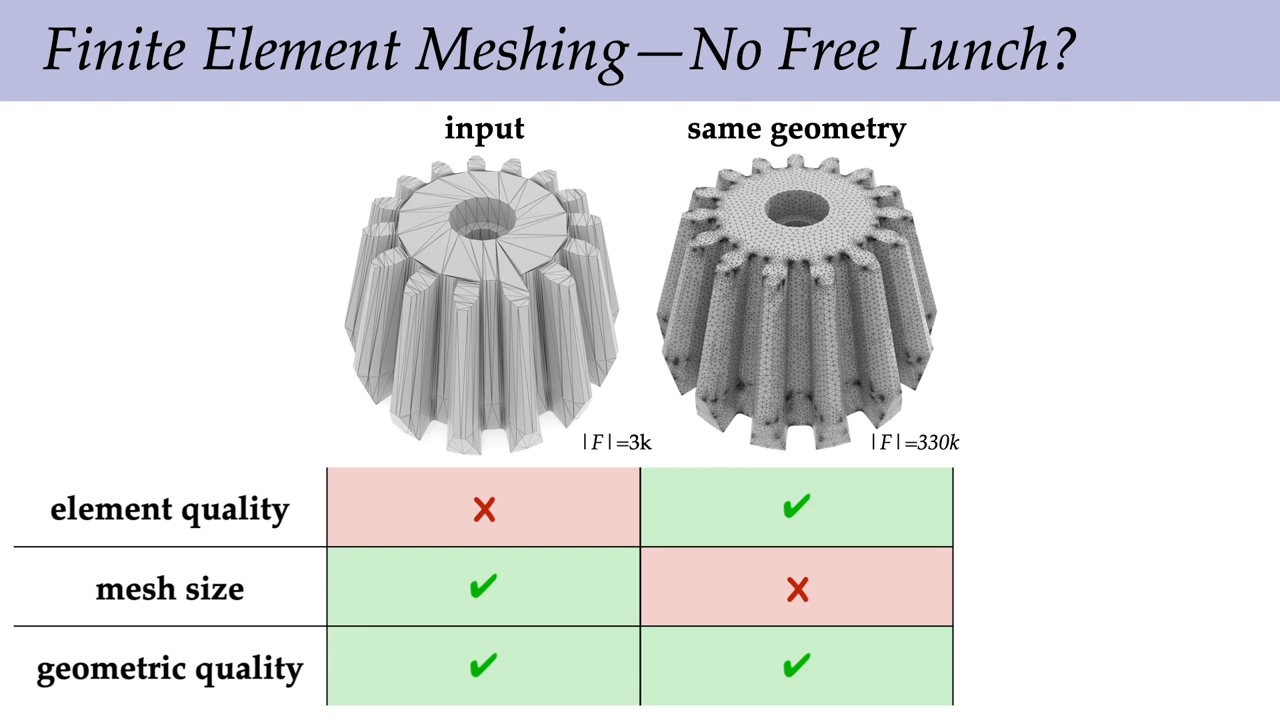 Finite Element Meshing—No Free Lunch?
input
same geometry
|F|=3k
|F|=330k
element quality ✗ ✔
mesh size ✔ ✗
geometric quality ✔ ✔